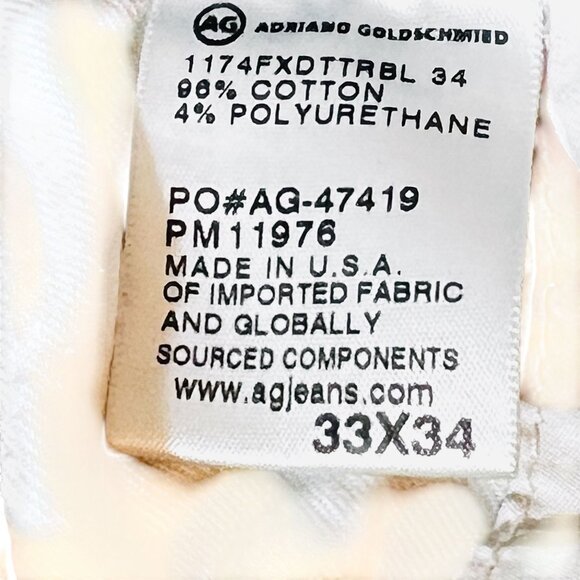 AG ADRIANO GOLDSCHMIED
1174FXDTTRBL 34
96% COTTON
4% POLYURETHANE
PO#AG-47419
PM11976
MADE IN U.S.A.
OF IMPORTED FABRIC
AND GLOBALLY
SOURCED COMPONENTS
www.agjeans.com
33X34